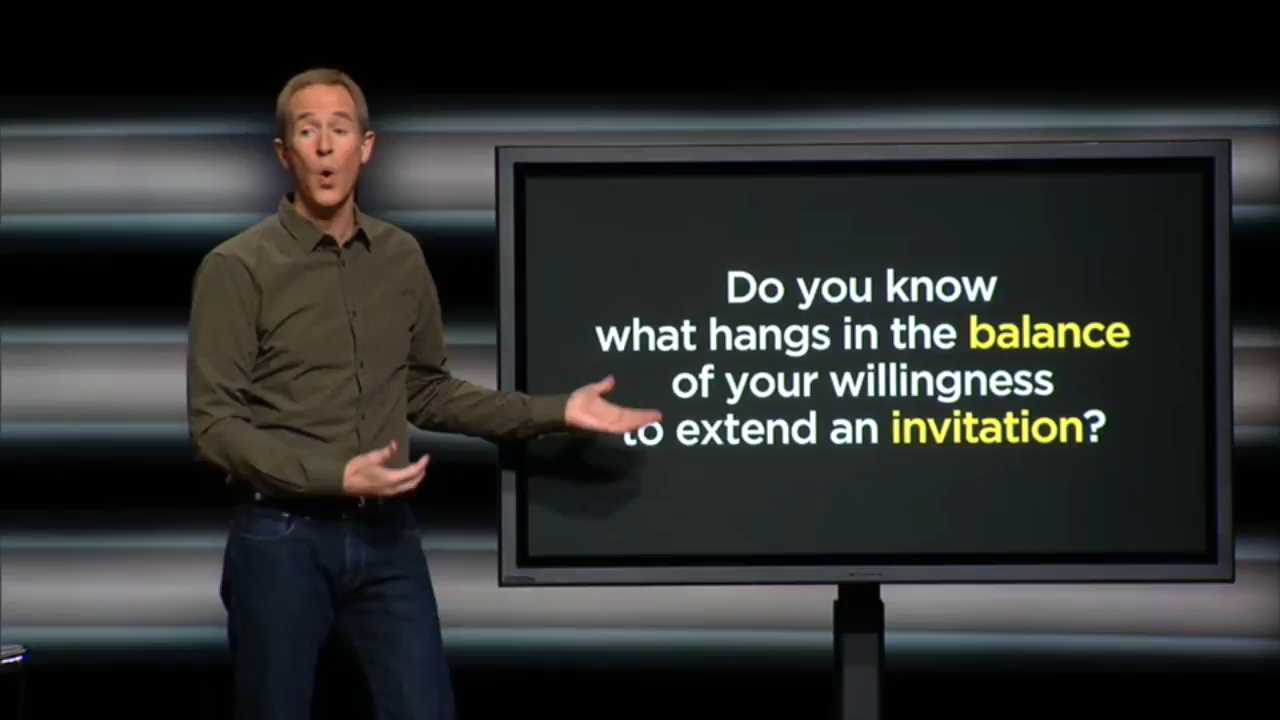 Do you know
what hangs in the balance
of your willingness
to extend an invitation?